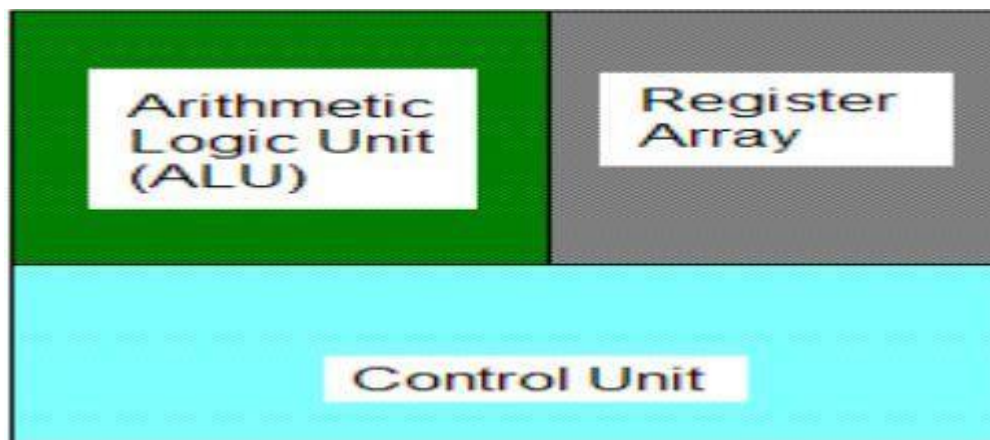 Arithmetic
Logic Unit
(ALU)
Register
Array
Control Unit